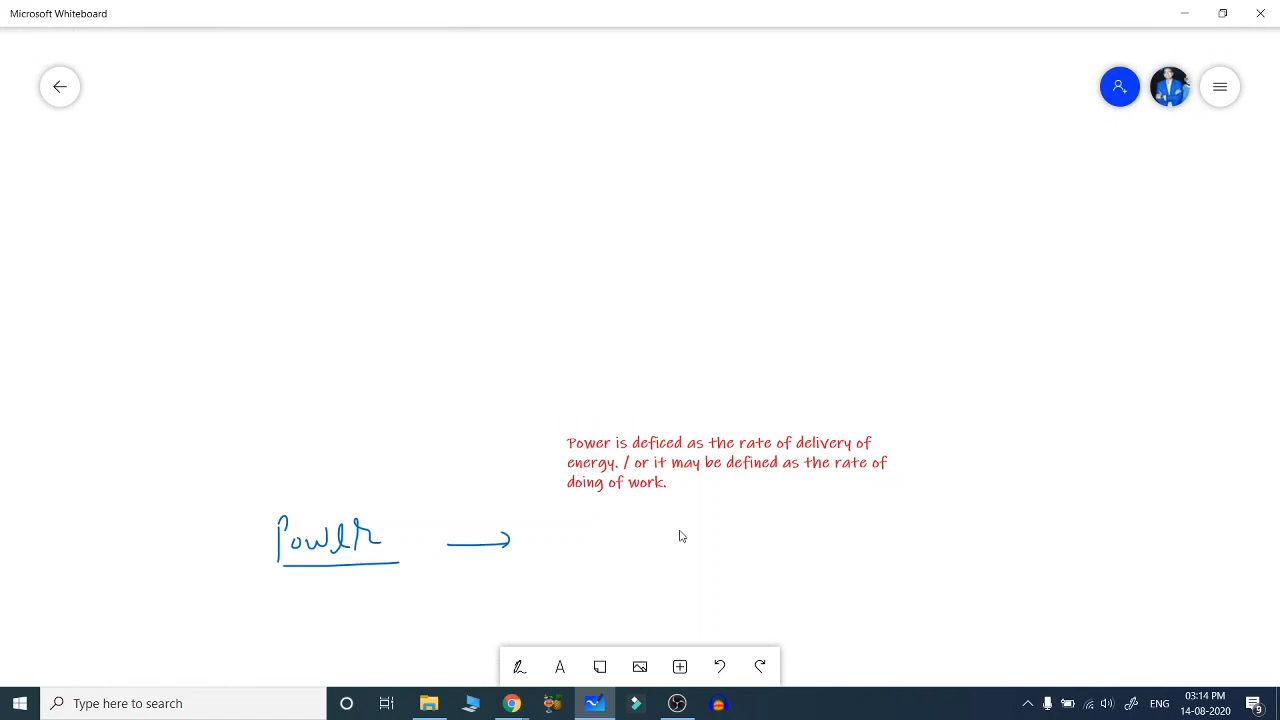 Microsoft Whiteboard
Power is deficed as the rate of delivery of
energy. / or it may be defined as the rate of
doing of work.
Power
Type here to search
ENG
03:14 PM
14-08-2020
9